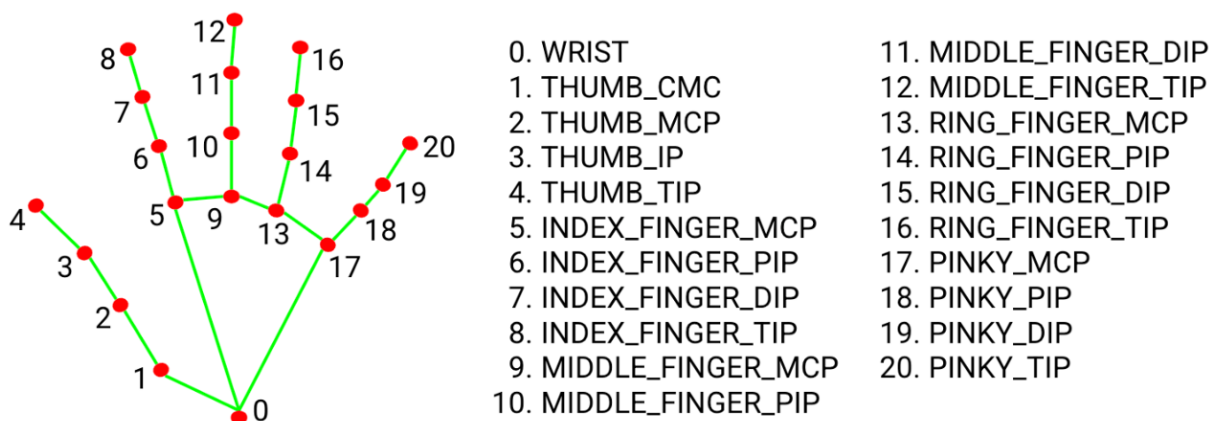 12
8
16
11
7
15
10
6
20
14
19
4
5
9
13
18
3
17
2
1
0
0. WRIST
1. THUMB_CMC
2. THUMB_MCP
3. THUMB_IP
4. THUMB_TIP
5. INDEX_FINGER_MCP
6. INDEX_FINGER_PIP
7. INDEX_FINGER_DIP
8. INDEX_FINGER_TIP
9. MIDDLE_FINGER_MCP
10. MIDDLE_FINGER_PIP
11. MIDDLE_FINGER_DIP
12. MIDDLE_FINGER_TIP
13. RING_FINGER_MCP
14. RING_FINGER_PIP
15. RING_FINGER_DIP
16. RING_FINGER_TIP
17. PINKY_MCP
18. PINKY_PIP
19. PINKY_DIP
20. PINKY_TIP